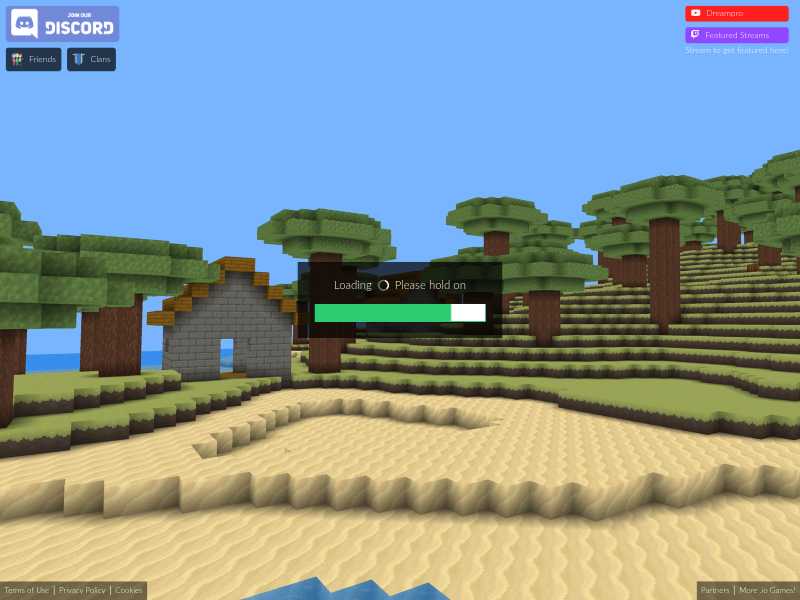 JOIN OUR
DISCORD
Friends
Clans
Dreampro
Featured Streams
Stream to get featured here!
Loading Please hold on
Terms of Use | Privacy Policy | Cookies
Partners | More .io Games!